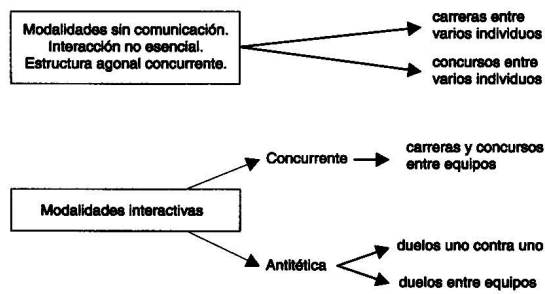 Modalidades sin comunicación.
Interacción no esencial.
Estructura agonal concurrente.
carreras entre
varios individuos
concursos entre
varios individuos
Modalidades interactivas
Concurrente
carreras y concursos
entre equipos
Antitética
duelos uno contra uno
duelos entre equipos